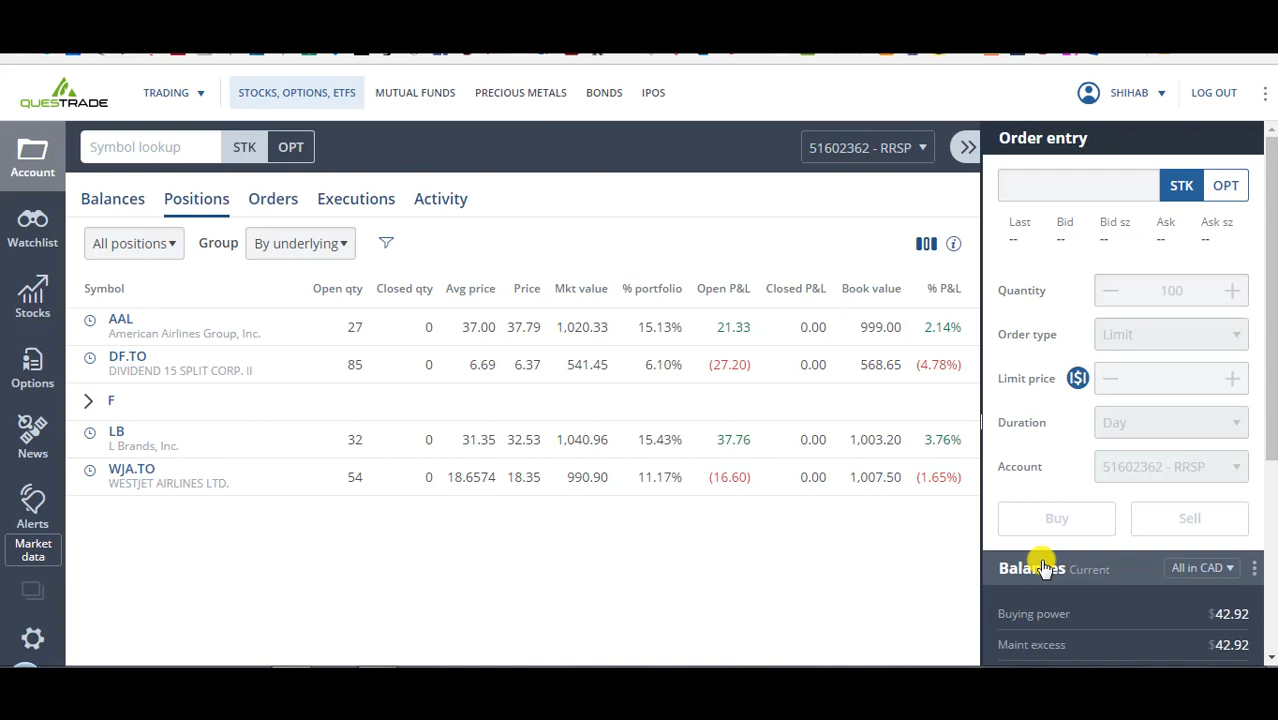 QUESTRADE
TRADING
STOCKS, OPTIONS, ETFS
MUTUAL FUNDS
PRECIOUS METALS
BONDS
IPOS
SHIHAB
LOG OUT
Account
Watchlist
Stocks
Options
News
Alerts
Market
data
Symbol lookup
STK
OPT
51602362 - RRSP
Balances
Positions
Orders
Executions
Activity
All positions
Group
By underlying
Symbol Open qty Closed qty Avg price Price Mkt value % portfolio Open P&L Closed P&L Book value % P&L
AAL 27 0 37.00 37.79 1,020.33 15.13% 21.33 0.00 999.00 2.14%
American Airlines Group, Inc.
DF.TO 85 0 6.69 6.37 541.45 6.10% (27.20) 0.00 568.65 (4.78%)
DIVIDEND 15 SPLIT CORP. II
F
LB 32 0 31.35 32.53 1,040.96 15.43% 37.76 0.00 1,003.20 3.76%
L Brands, Inc.
WJA.TO 54 0 18.6574 18.35 990.90 11.17% (16.60) 0.00 1,007.50 (1.65%)
WESTJET AIRLINES LTD.
Order entry
STK OPT
Last Bid Bid sz Ask Ask sz
-- -- -- -- --
Quantity 100
Order type Limit
Limit price
Duration Day
Account 51602362 - RRSP
Buy Sell
Balances Current All in CAD
Buying power $42.92
Maint excess $42.92